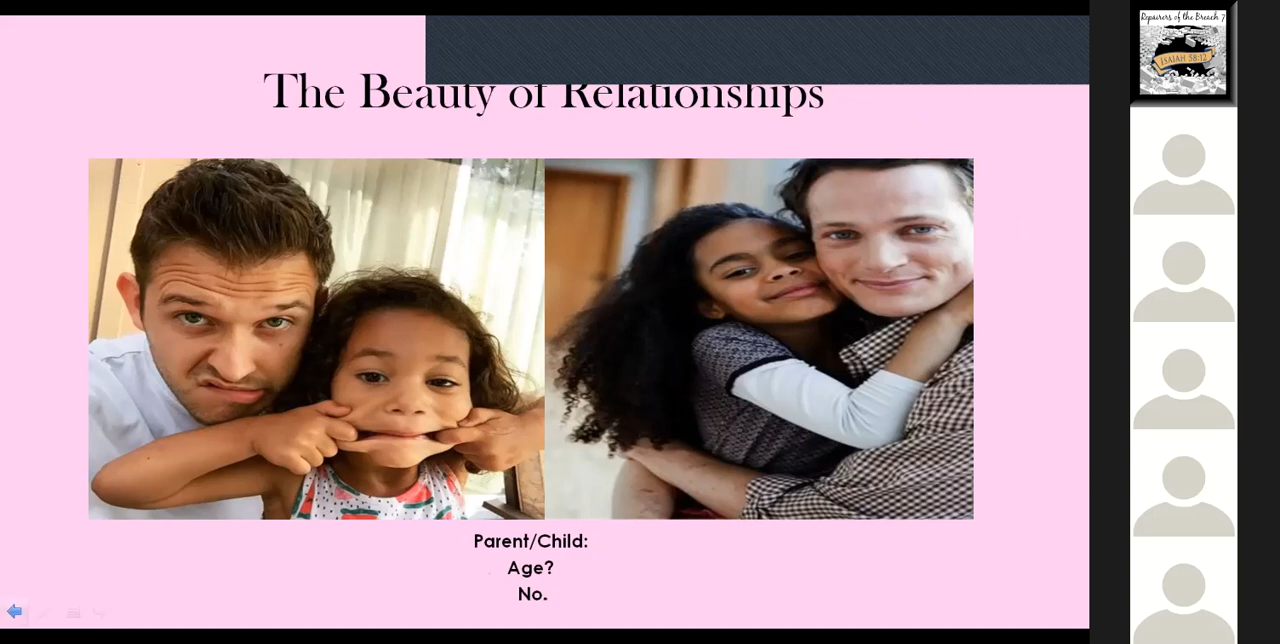 The Beauty of Relationships
Parent/Child:
Age?
No.
Repairers of the Breach 7
ISAIAH 58:12